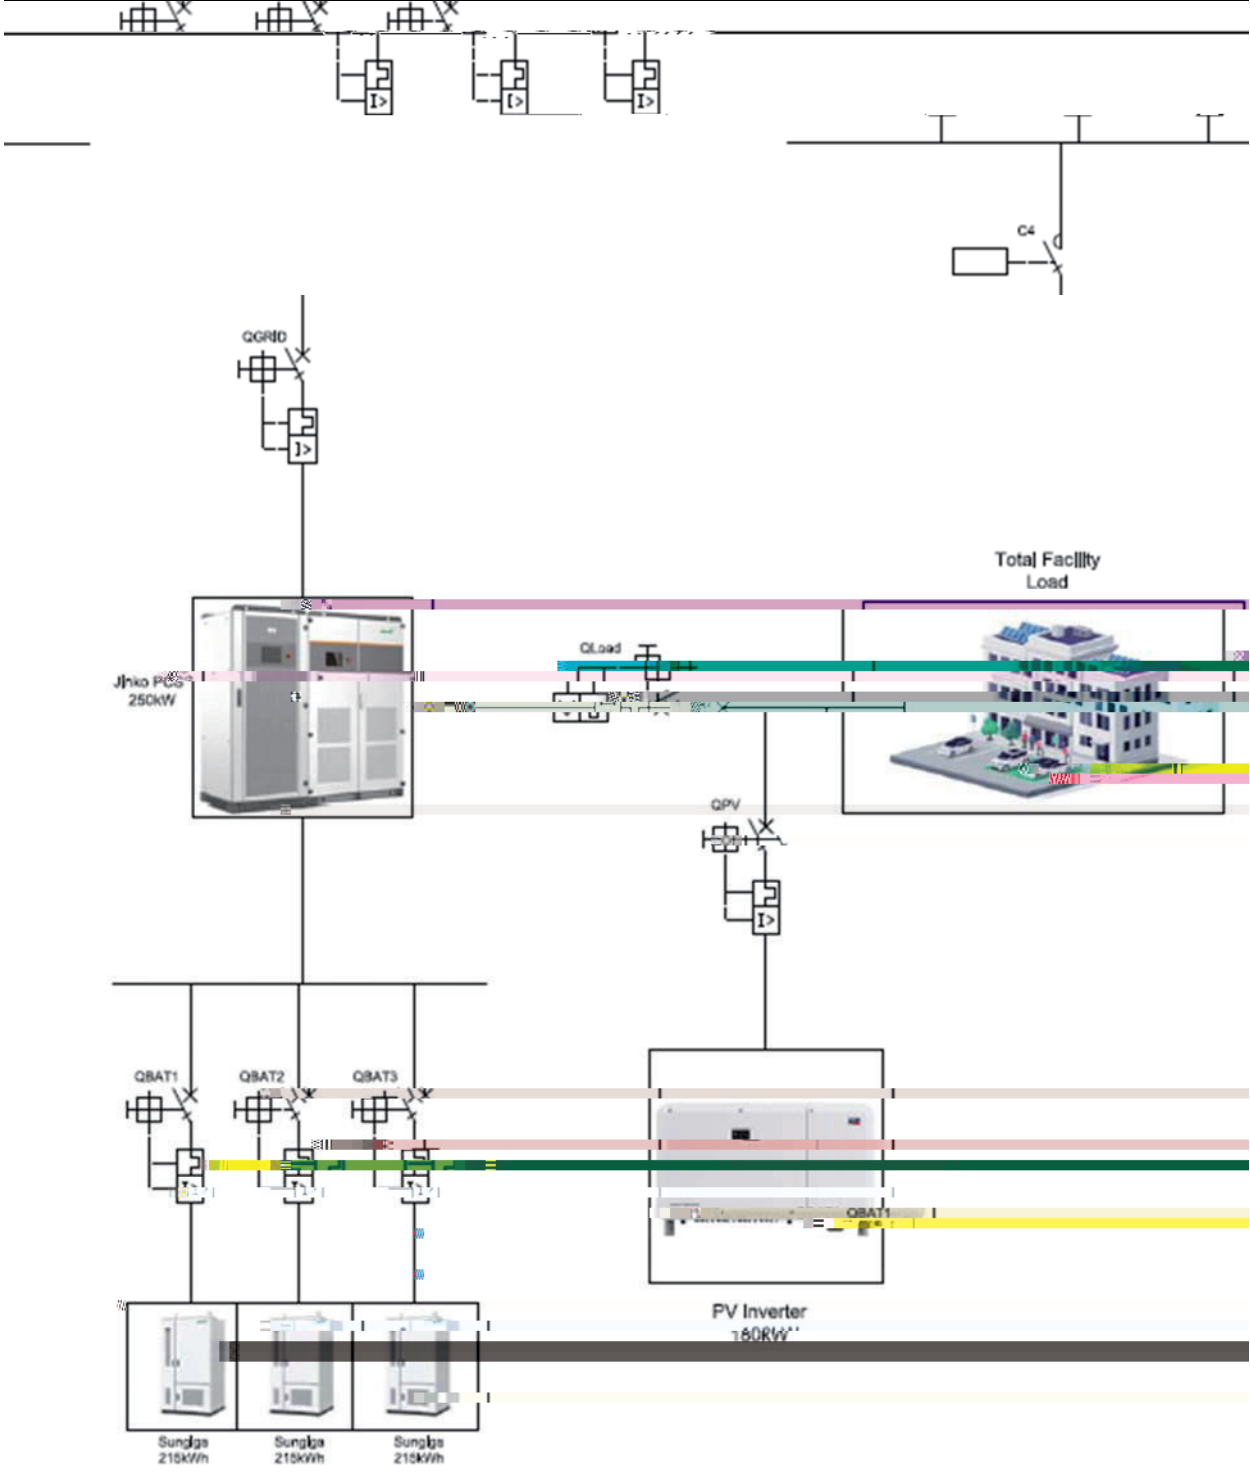 I>
I>
I>
C4
QGRID
I>
Total Facility
Load
QLoad
Jinko PCS
250kW
QPV
I>
QBAT1
QBAT2
QBAT3
QBAT1
PV Inverter
Sungiga
215kWh
Sungiga
215kWh
Sungiga
215kWh